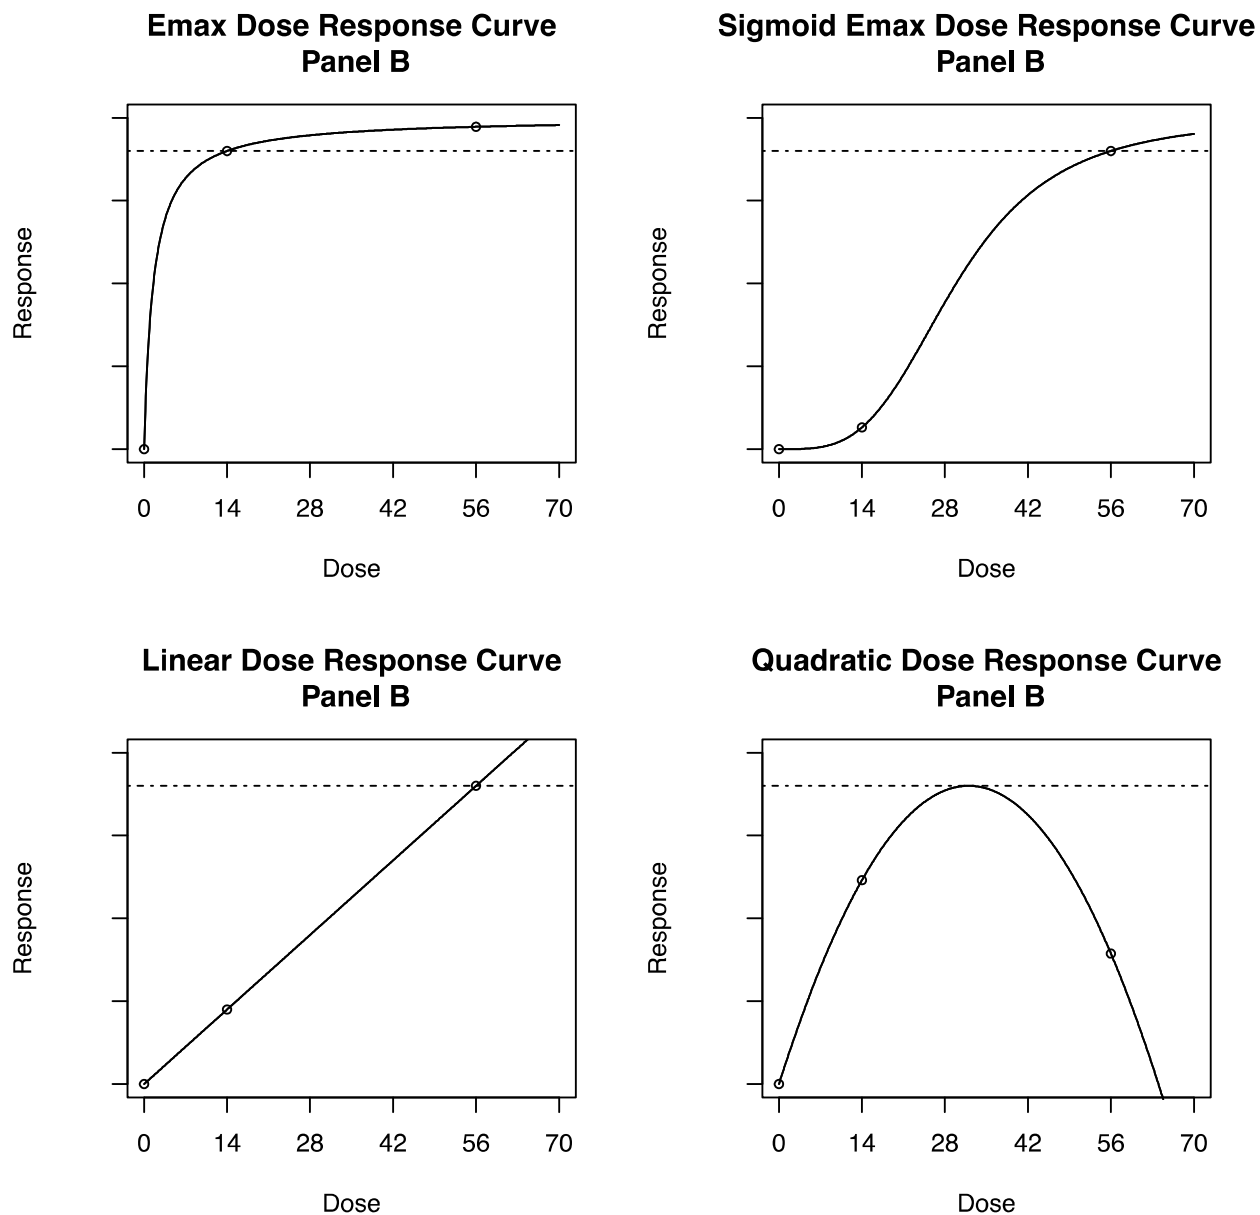 Emax Dose Response Curve
Panel B
Response
0 14 28 42 56 70
Dose
Sigmoid Emax Dose Response Curve
Panel B
Response
0 14 28 42 56 70
Dose
Linear Dose Response Curve
Panel B
Response
0 14 28 42 56 70
Dose
Quadratic Dose Response Curve
Panel B
Response
0 14 28 42 56 70
Dose